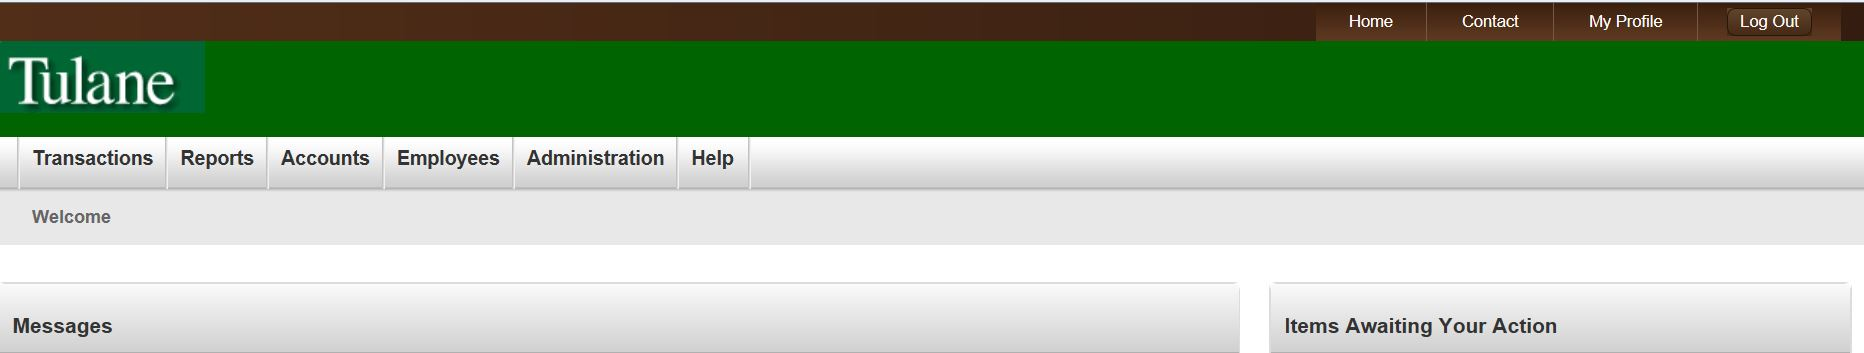 Home Contact My Profile Log Out
Tulane
Transactions Reports Accounts Employees Administration Help
Welcome
Messages
Items Awaiting Your Action